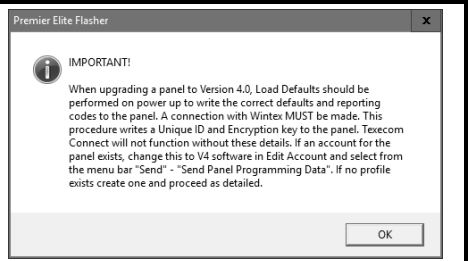 Premier Elite Flasher
x
IMPORTANT!
When upgrading a panel to Version 4.0, Load Defaults should be
performed on power up to write the correct defaults and reporting
codes to the panel. A connection with Wintex MUST be made. This
procedure writes a Unique ID and Encryption key to the panel. Texecom
Connect will not function without these details. If an account for the
panel exists, change this to V4 software in Edit Account and select from
the menu bar "Send" - "Send Panel Programming Data". If no profile
exists create one and proceed as detailed.
OK